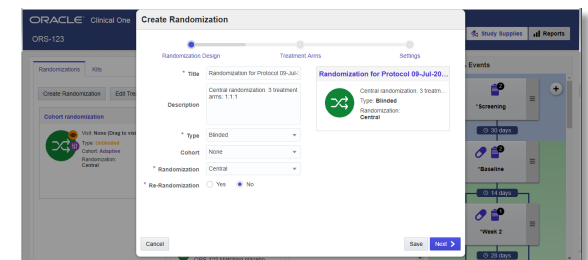 ORACLE Clinical One
ORS-123
Study Supplies
Reports
Randomizations Kits
Create Randomization
Cohort randomization
Visit: None (Drag to visit
Type: Unblinded
Cohort: Adaptive
Randomization:
Central
Create Randomization
Randomization Design
Treatment Arms
Settings
* Title Randomization for Protocol 09-Jul-
Description
Central randomization. 3 treatment
arms: 1:1:1
* Type Blinded
Cohort None
* Randomization Central
* Re-Randomization Yes No
Randomization for Protocol 09-Jul-20...
Central randomization. 3 treatm...
Type: Blinded
Randomization:
Central
Cancel
Save
Next
Events
2
*Screening
30 days
2
*Baseline
14 days
1
*Week 2
28 days